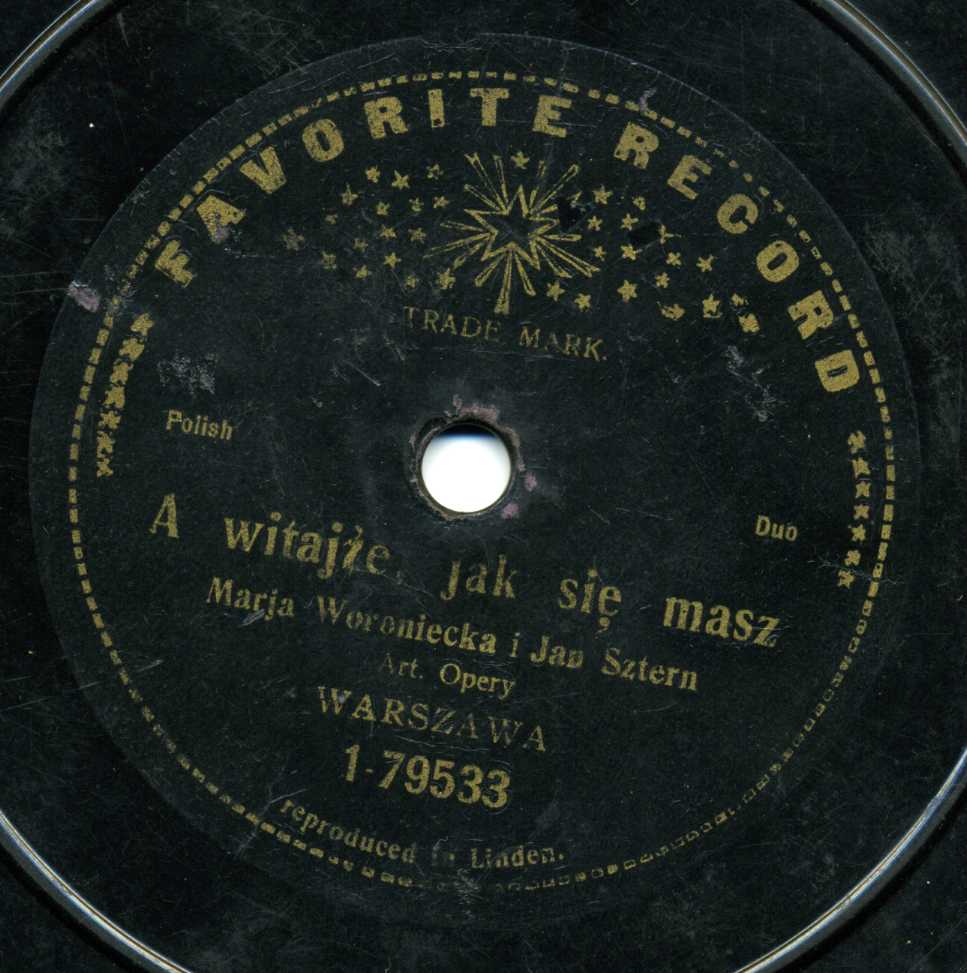 FAVORITE RECORD
TRADE MARK.
Polish
Duo
A witajże, jak się masz
Marja Woroniecka i Jan Sztern
Art. Opery
WARSZAWA
1-79533
reproduced in Linden.